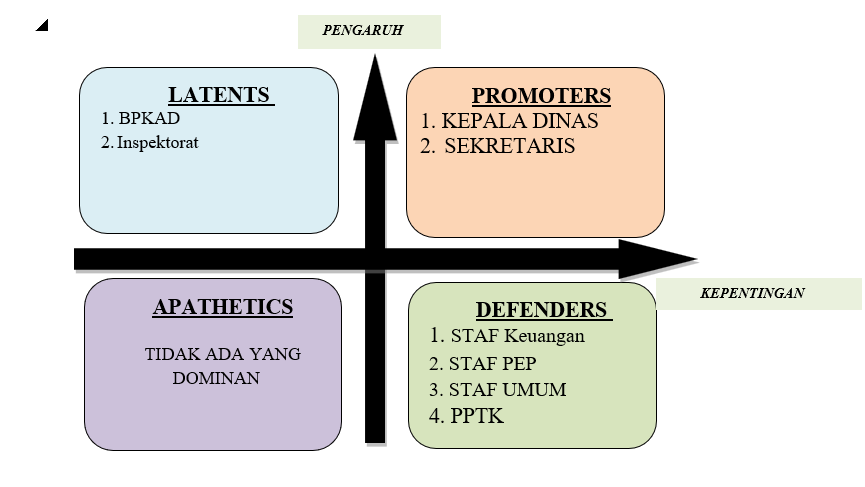 PENGARUH
LATENTS
1. BPKAD
2. Inspektorat
PROMOTERS
1. KEPALA DINAS
2. SEKRETARIS
KEPENTINGAN
APATHETICS
TIDAK ADA YANG
DOMINAN
DEFENDERS
1. STAF Keuangan
2. STAF PEP
3. STAF UMUM
4. PPTK